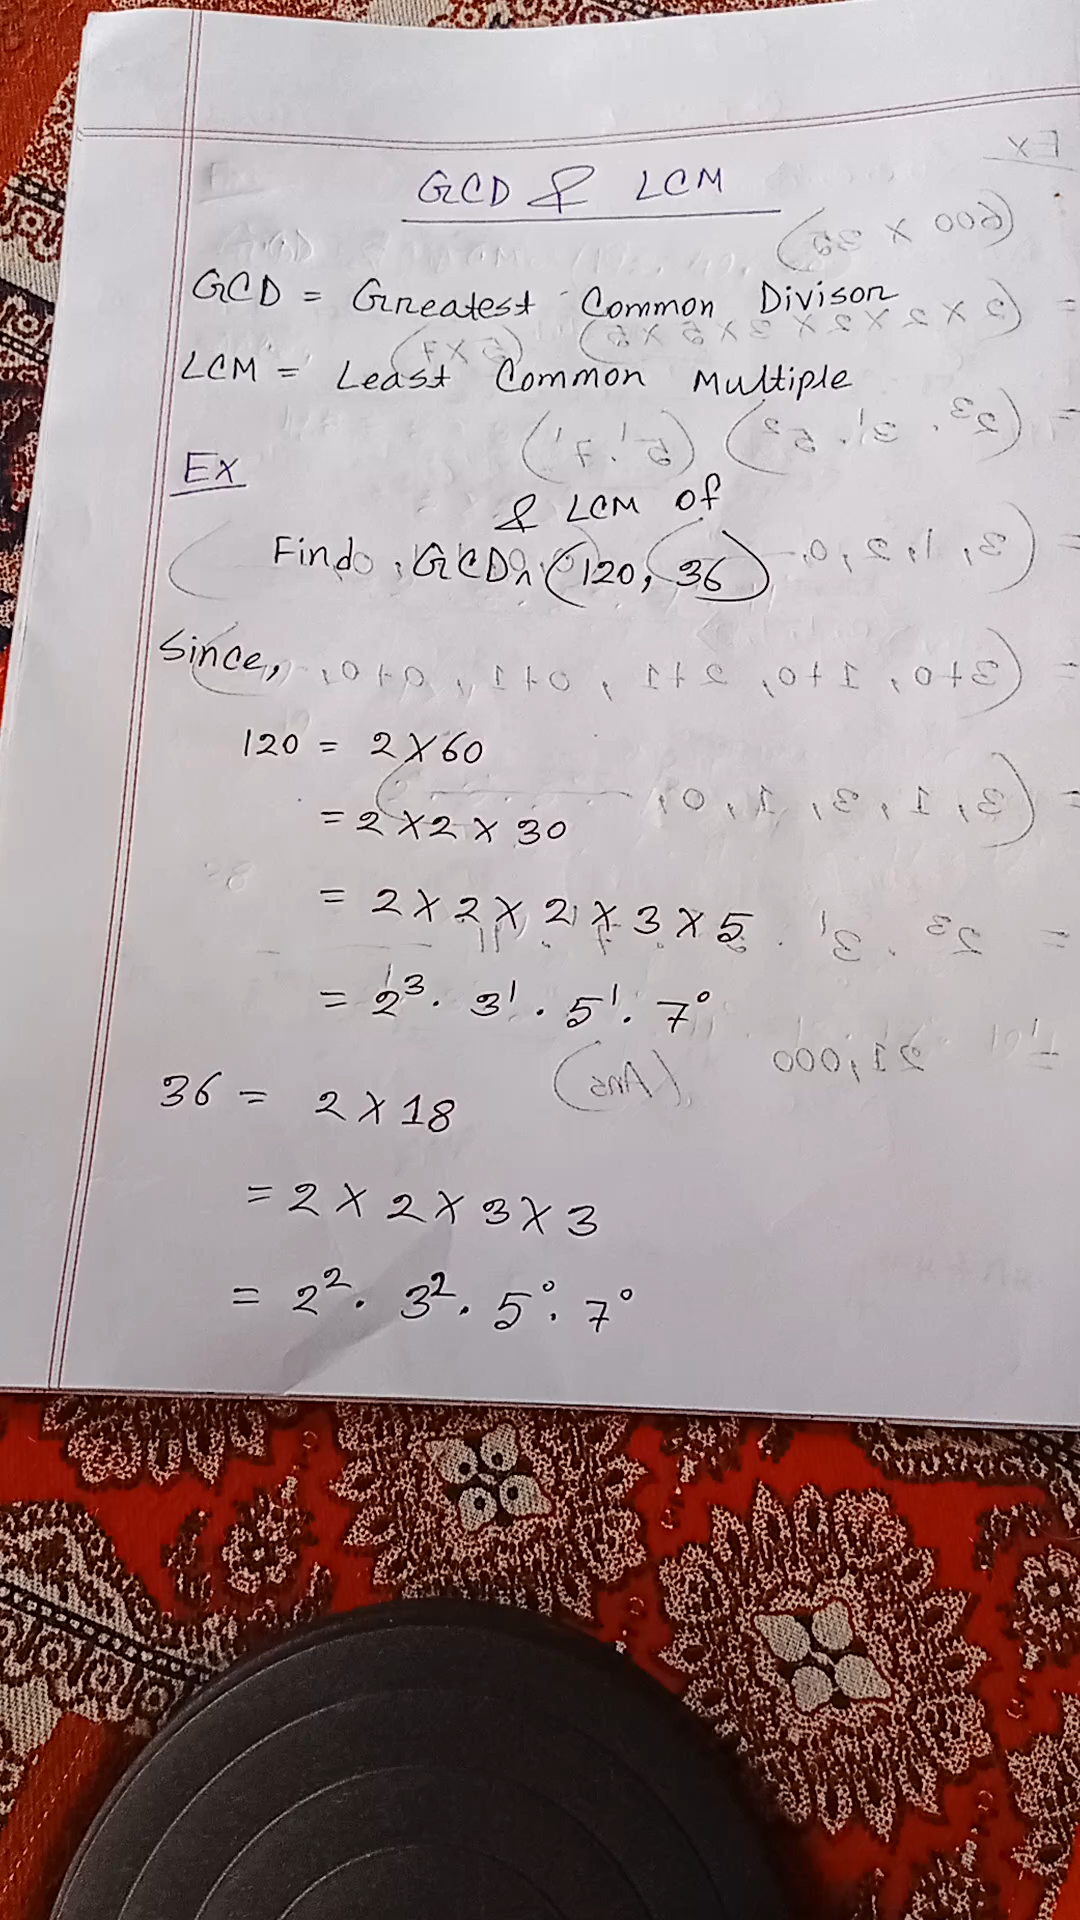 GCD & LCM
GCD = Greatest Common Divisor
LCM = Least Common Multiple
Ex
& LCM of
Find GCD (120, 36)
Since,
120 = 2 × 60
= 2 × 2 × 30
= 2 × 2 × 2 × 3 × 5
= 2³. 3¹. 5¹. 7⁰
36 = 2 × 18
= 2 × 2 × 3 × 3
= 2². 3². 5⁰. 7⁰